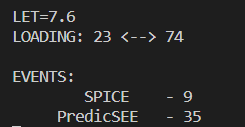 LET=7.6
LOADING: 23 <--> 74
EVENTS:
SPICE - 9
PredicSEE - 35